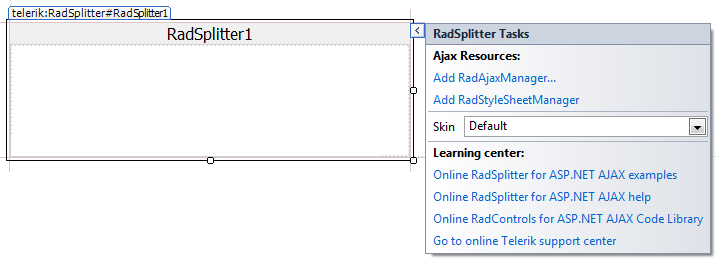 telerik:RadSplitter#RadSplitter1
RadSplitter1
RadSplitter Tasks
Ajax Resources:
Add RadAjaxManager...
Add RadStyleSheetManager
Skin Default
Learning center:
Online RadSplitter for ASP.NET AJAX examples
Online RadSplitter for ASP.NET AJAX help
Online RadControls for ASP.NET AJAX Code Library
Go to online Telerik support center